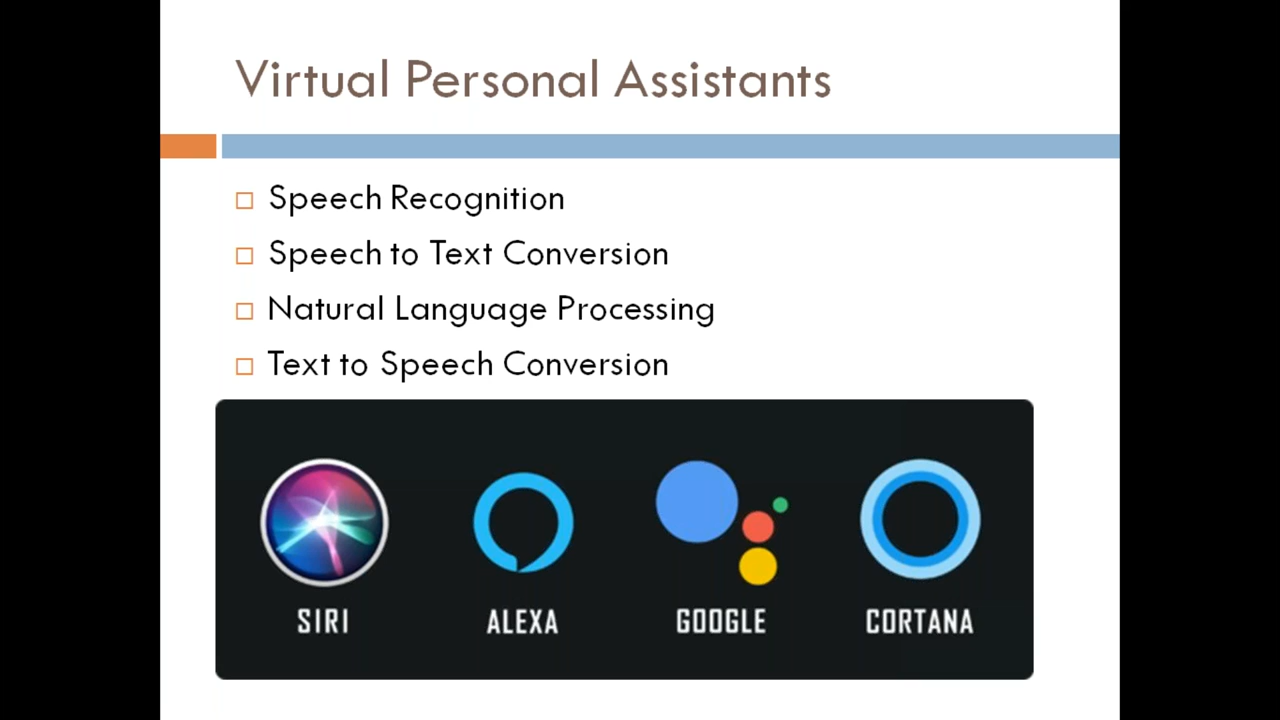 Virtual Personal Assistants
Speech Recognition
Speech to Text Conversion
Natural Language Processing
Text to Speech Conversion
SIRI ALEXA GOOGLE CORTANA